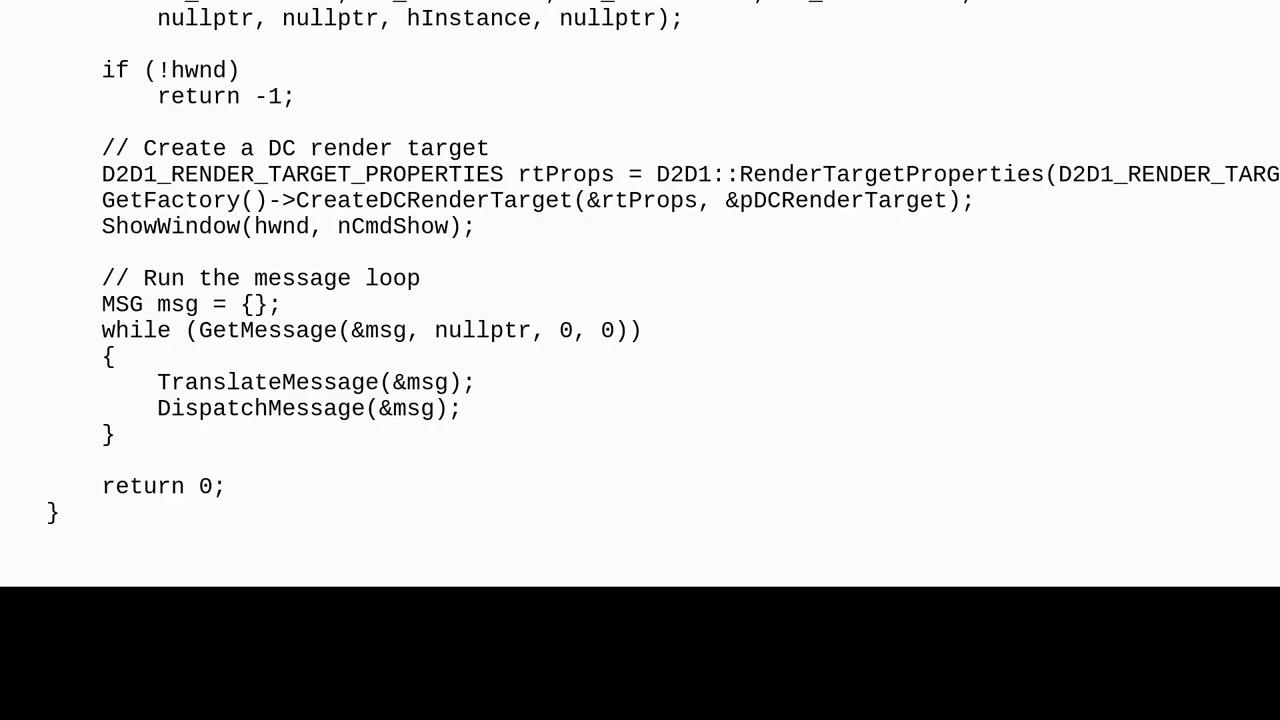 nullptr, nullptr, hInstance, nullptr);
if (!hwnd)
return -1;
// Create a DC render target
D2D1_RENDER_TARGET_PROPERTIES rtProps = D2D1::RenderTargetProperties(D2D1_RENDER_TARG
GetFactory()->CreateDCRenderTarget(&rtProps, &pDCRenderTarget);
ShowWindow(hwnd, nCmdShow);
// Run the message loop
MSG msg = {};
while (GetMessage(&msg, nullptr, 0, 0))
{
TranslateMessage(&msg);
DispatchMessage(&msg);
}
return 0;
}